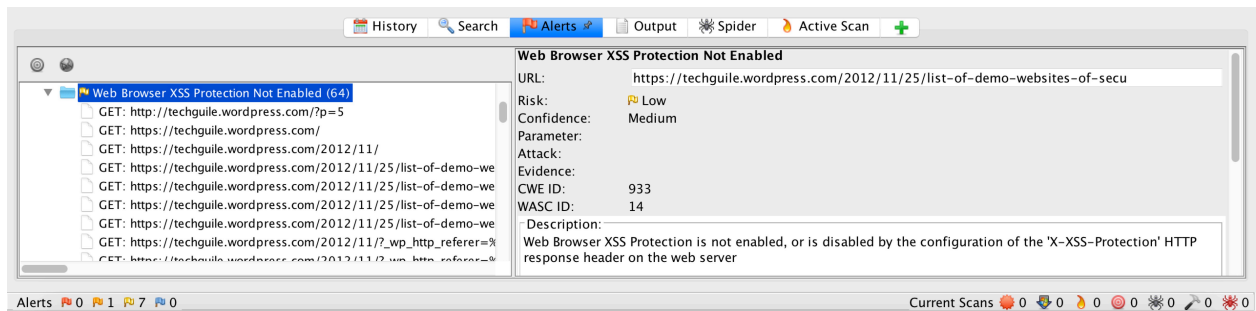 History Search Alerts Output Spider Active Scan
Web Browser XSS Protection Not Enabled (64)
GET: http://techguile.wordpress.com/?p=5
GET: https://techguile.wordpress.com/
GET: https://techguile.wordpress.com/2012/11/
GET: https://techguile.wordpress.com/2012/11/25/list-of-demo-we
GET: https://techguile.wordpress.com/2012/11/25/list-of-demo-we
GET: https://techguile.wordpress.com/2012/11/25/list-of-demo-we
GET: https://techguile.wordpress.com/2012/11/25/list-of-demo-we
GET: https://techguile.wordpress.com/2012/11/?_wp_http_referer=%
GET: https://techguile.wordpress.com/2012/11/?_wp_http_referer=%
Web Browser XSS Protection Not Enabled
URL: https://techguile.wordpress.com/2012/11/25/list-of-demo-websites-of-secu
Risk: Low
Confidence: Medium
Parameter:
Attack:
Evidence:
CWE ID: 933
WASC ID: 14
Description:
Web Browser XSS Protection is not enabled, or is disabled by the configuration of the 'X-XSS-Protection' HTTP
response header on the web server
Alerts 0 1 7 0 Current Scans 0 0 0 0 0 0 0